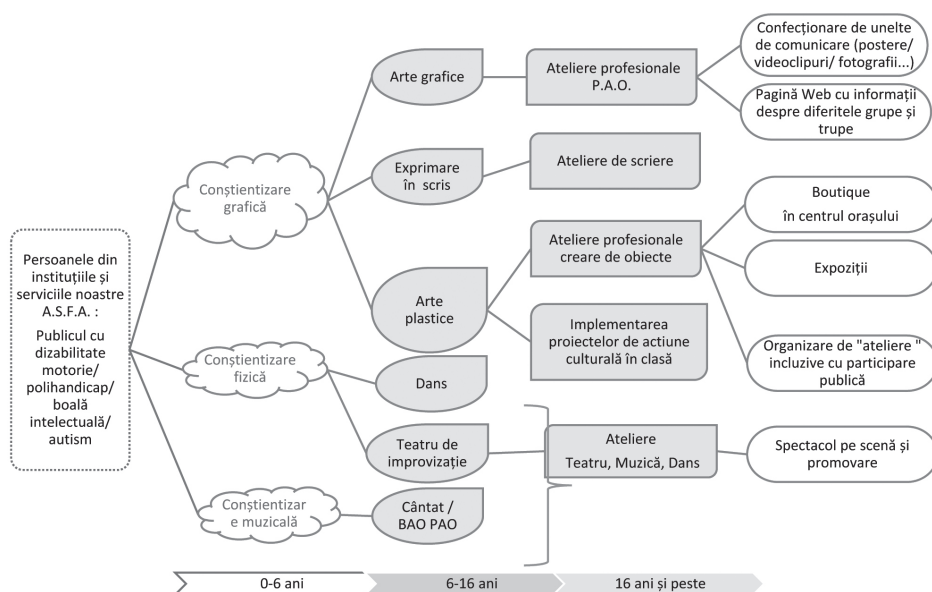 Persoanele din
instituțiile și
serviciile noastre
A.S.F.A. :
Publicul cu
dizabilitate
motorie/
polihandicap/
boală
intelectuală/
autism
Conștientizare
grafică
Conștientizare
fizică
Conștientizar
e muzicală
Arte grafice
Exprimare
în scris
Arte
plastice
Dans
Teatru de
improvizație
Cântat /
BAO PAO
Ateliere profesionale
P.A.O.
Ateliere de scriere
Ateliere profesionale
creare de obiecte
Implementarea
proiectelor de actiune
culturală în clasă
Ateliere
Teatru, Muzică, Dans
Confecționare de unelte
de comunicare (postere/
videoclipuri/ fotografii...)
Pagină Web cu informații
despre diferitele grupe și
trupe
Boutique
în centrul orașului
Expoziții
Organizare de "ateliere "
incluzive cu participare
publică
Spectacol pe scenă și
promovare
0-6 ani
6-16 ani
16 ani și peste